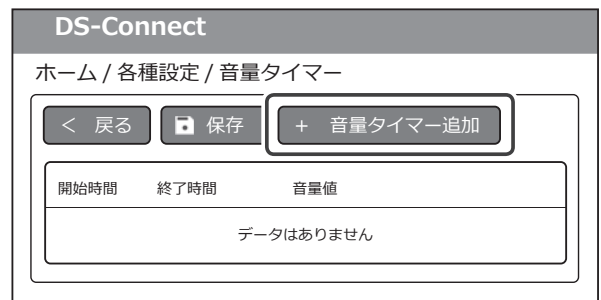 DS-Connect
ホーム / 各種設定 / 音量タイマー
< 戻る 保存 + 音量タイマー追加
開始時間 終了時間 音量値
データはありません